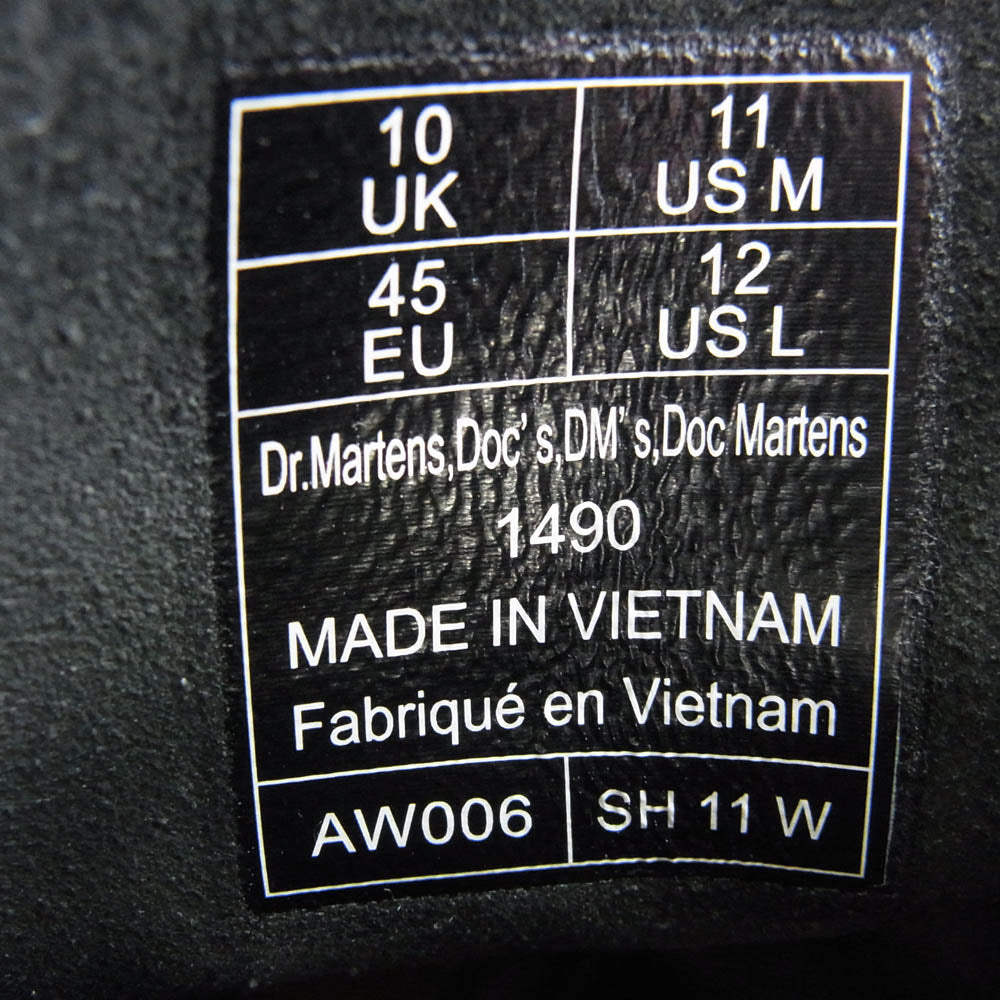 10
UK
11
US M
45
EU
12
US L
Dr.Martens,Doc's,DM's,Doc Martens
1490
MADE IN VIETNAM
Fabriqué en Vietnam
AW006
SH 11 W